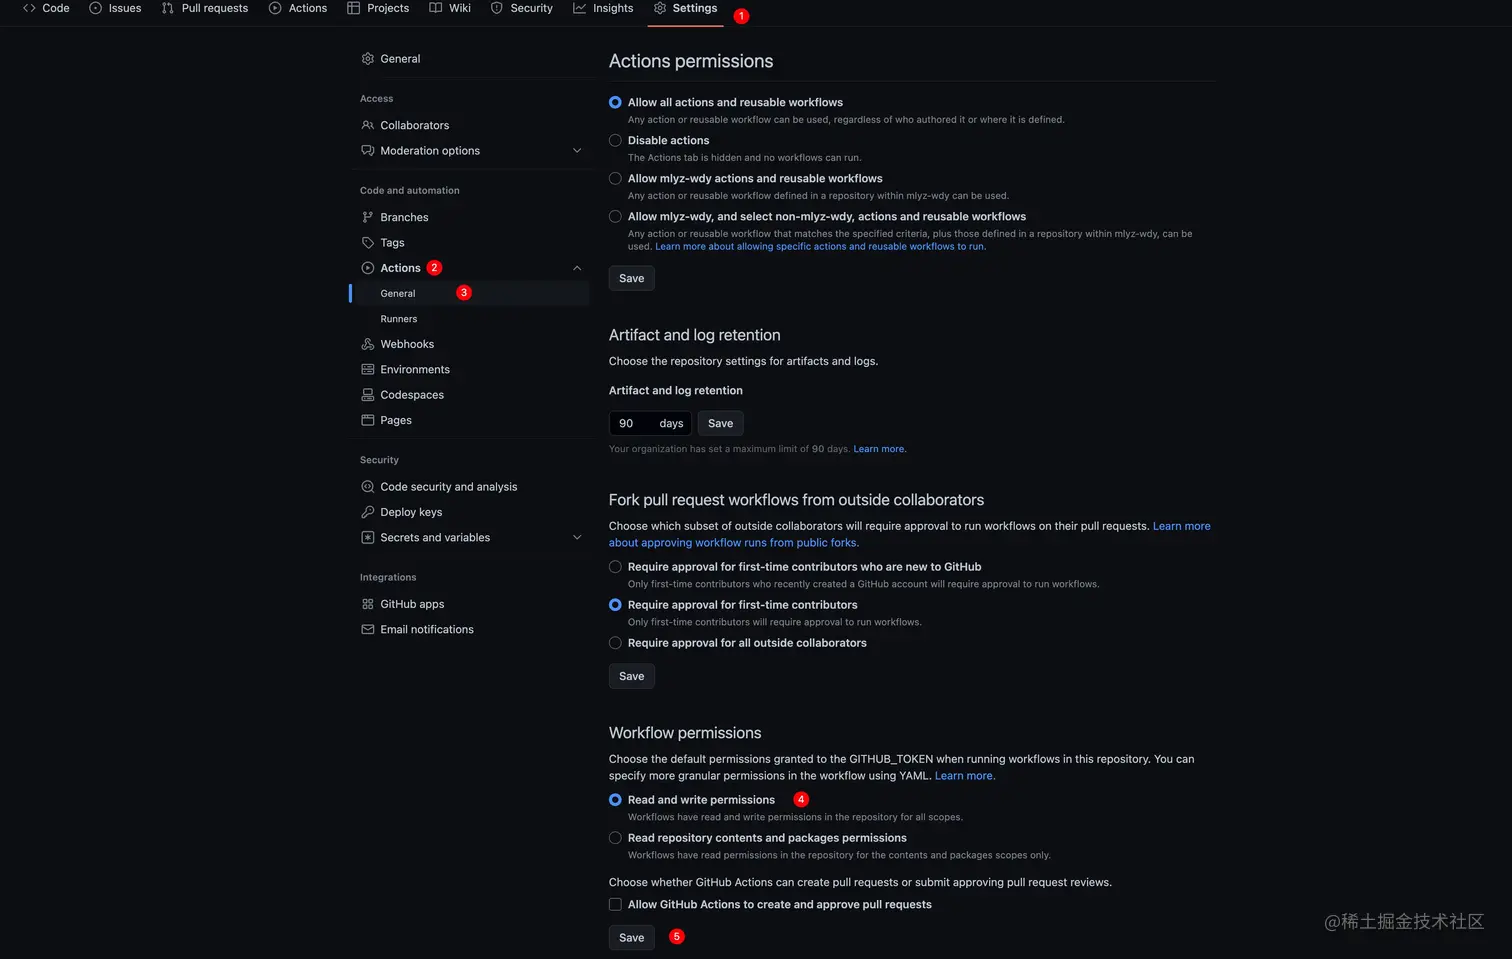 Code Issues Pull requests Actions Projects Wiki Security Insights Settings 1
General
Access
Collaborators
Moderation options
Code and automation
Branches
Tags
Actions 2
General 3
Runners
Webhooks
Environments
Codespaces
Pages
Security
Code security and analysis
Deploy keys
Secrets and variables
Integrations
GitHub apps
Email notifications
Actions permissions
Allow all actions and reusable workflows
Any action or reusable workflow can be used, regardless of who authored it or where it is defined.
Disable actions
The Actions tab is hidden and no workflows can run.
Allow mlyz-wdy actions and reusable workflows
Any action or reusable workflow defined in a repository within mlyz-wdy can be used.
Allow mlyz-wdy, and select non-mlyz-wdy, actions and reusable workflows
Any action or reusable workflow that matches the specified criteria, plus those defined in a repository within mlyz-wdy, can be
used. Learn more about allowing specific actions and reusable workflows to run.
Save
Artifact and log retention
Choose the repository settings for artifacts and logs.
Artifact and log retention
90 days Save
Your organization has set a maximum limit of 90 days. Learn more.
Fork pull request workflows from outside collaborators
Choose which subset of outside collaborators will require approval to run workflows on their pull requests. Learn more
about approving workflow runs from public forks.
Require approval for first-time contributors who are new to GitHub
Only first-time contributors who recently created a GitHub account will require approval to run workflows.
Require approval for first-time contributors
Only first-time contributors will require approval to run workflows.
Require approval for all outside collaborators
Save
Workflow permissions
Choose the default permissions granted to the GITHUB_TOKEN when running workflows in this repository. You can
specify more granular permissions in the workflow using YAML. Learn more.
Read and write permissions 4
Workflows have read and write permissions in the repository for all scopes.
Read repository contents and packages permissions
Workflows have read permissions in the repository for the contents and packages scopes only.
Choose whether GitHub Actions can create pull requests or submit approving pull request reviews.
Allow GitHub Actions to create and approve pull requests
Save 5
@稀土掘金技术社区